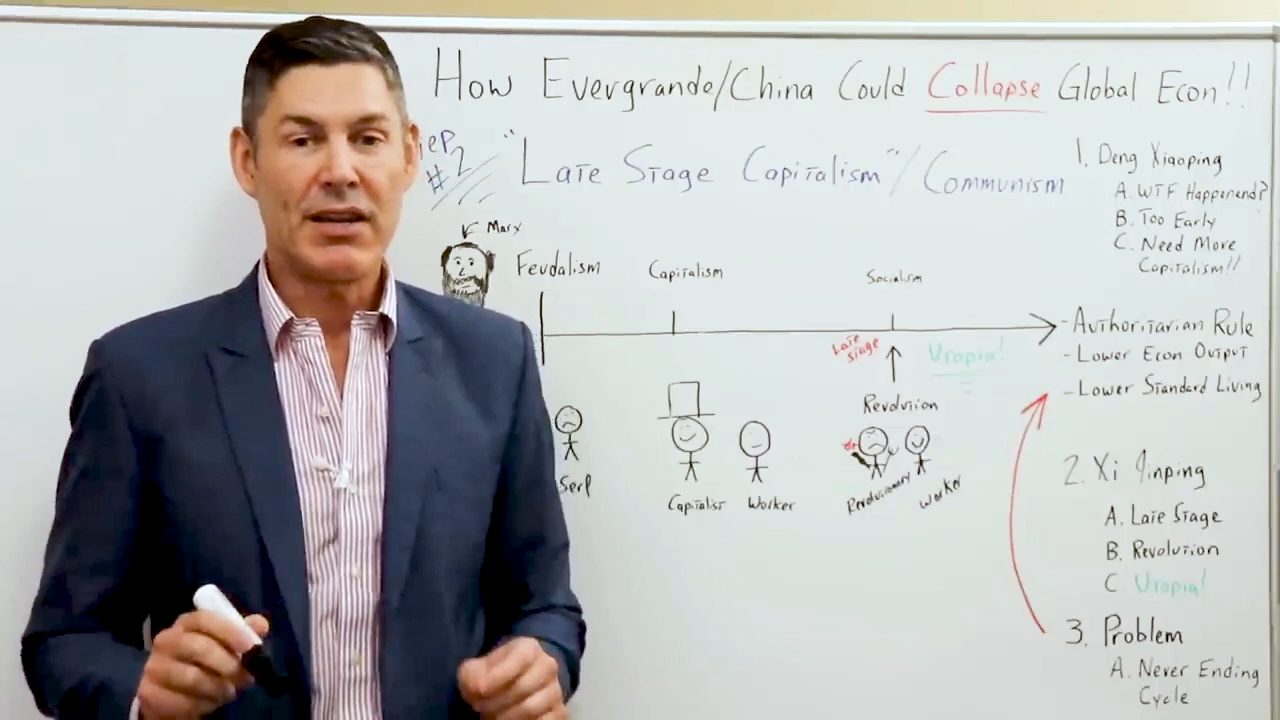 How Evergrande/China Could Collapse Global Econ!!
eP #2
"Late Stage Capitalism"/Communism
Marx
Feudalism
Capitalism
Socialism
Late Stage
Utopia!
Revolution
Serf
Capitalist
Worker
Revolutionary
Worker
1. Deng Xiaoping
A. WTF Happenend?
B. Too Early
C. Need More
Capitalism!!
-Authoritarian Rule
-Lower Econ Output
-Lower Standard Living
2. Xi Jinping
A. Late Stage
B. Revolution
C. Utopia!
3. Problem
A. Never Ending
Cycle